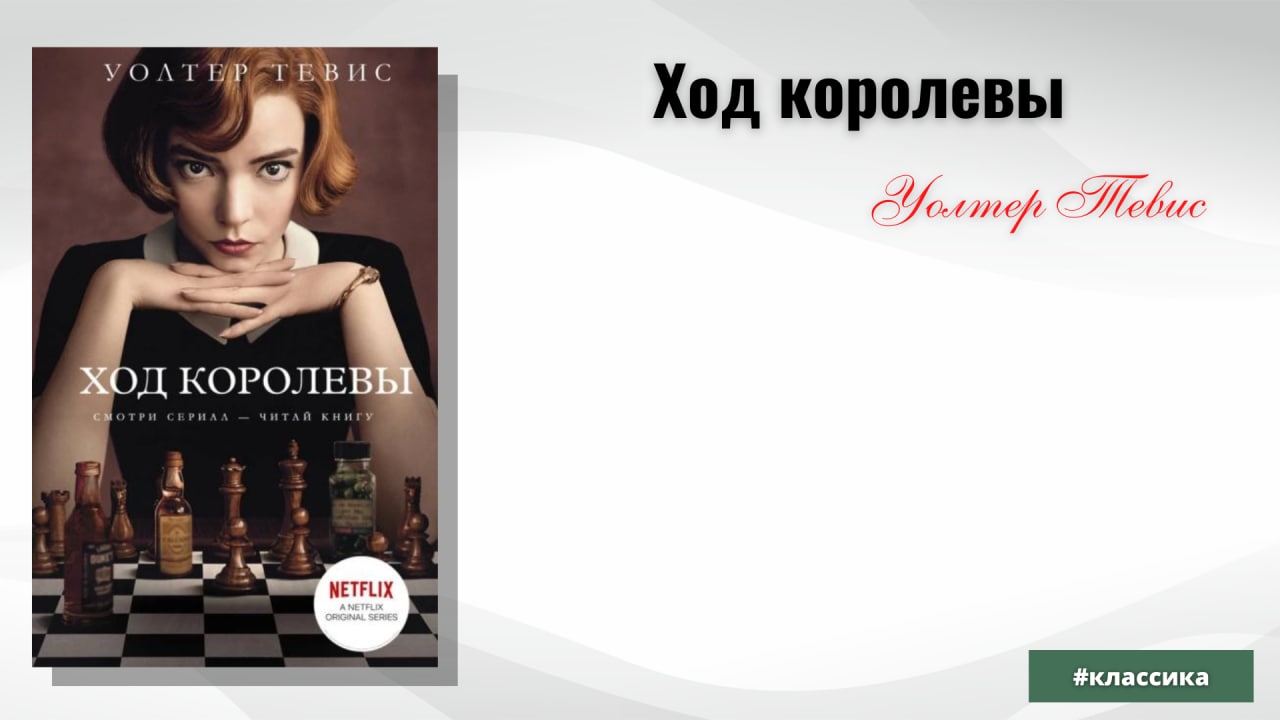 УОЛТЕР ТЕВИС
ХОД КОРОЛЕВЫ
СМОТРИ СЕРИАЛ — ЧИТАЙ КНИГУ
NETFLIX
A NETFLIX
ORIGINAL SERIES
Ход королевы
Уолтер Тевис
#классика